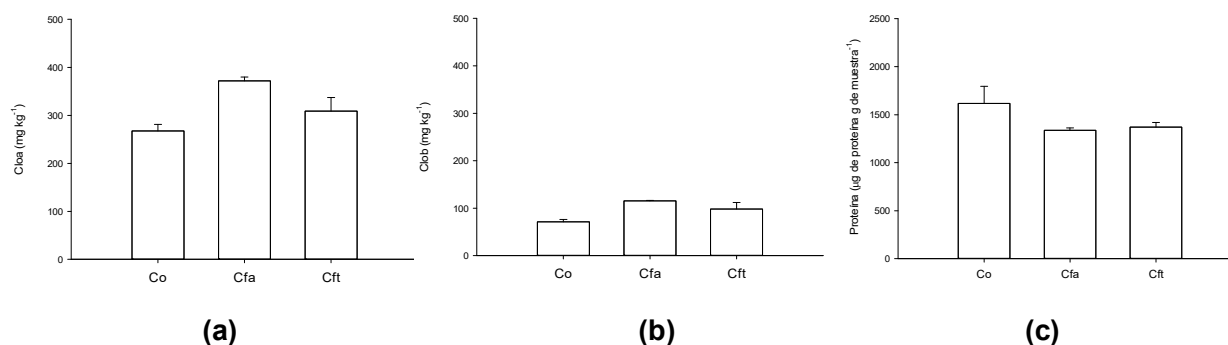 500
400
300
200
100
0
Cloa (mg kg⁻¹)
Co Cfa Cft
(a)
500
400
300
200
100
0
Clob (mg kg⁻¹)
Co Cfa Cft
(b)
2500
2000
1500
1000
500
0
Proteína (µg de proteína g de muestra⁻¹)
Co Cfa Cft
(c)